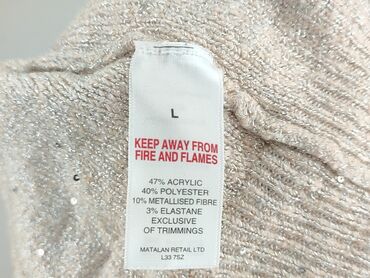 L
KEEP AWAY FROM
FIRE AND FLAMES
47% ACRYLIC
40% POLYESTER
10% METALLISED FIBRE
3% ELASTANE
EXCLUSIVE
OF TRIMMINGS
MATALAN RETAIL LTD
L33 7SZ